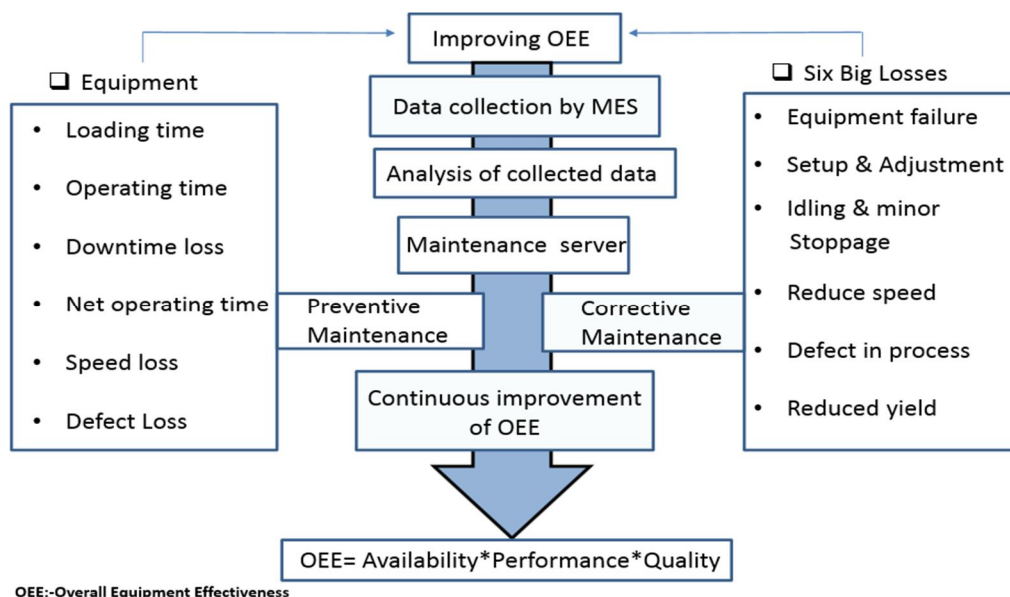 Improving OEE
Equipment
• Loading time
• Operating time
• Downtime loss
• Net operating time
• Speed loss
• Defect Loss
Data collection by MES
Analysis of collected data
Maintenance server
Preventive
Maintenance
Corrective
Maintenance
Continuous improvement
of OEE
Six Big Losses
• Equipment failure
• Setup & Adjustment
• Idling & minor
Stoppage
• Reduce speed
• Defect in process
• Reduced yield
OEE= Availability*Performance*Quality
OEE:-Overall Equipment Effectiveness